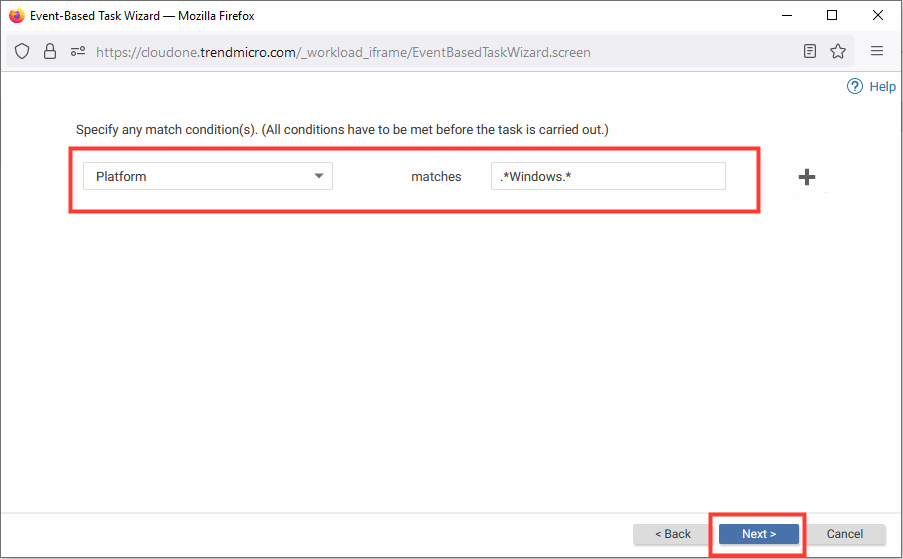 Event-Based Task Wizard — Mozilla Firefox
https://cloudone.trendmicro.com/_workload_iframe/EventBasedTaskWizard.screen
? Help
Specify any match condition(s). (All conditions have to be met before the task is carried out.)
Platform matches .*Windows.*
< Back Next > Cancel